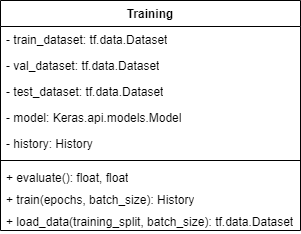 Training
- train_dataset: tf.data.Dataset
- val_dataset: tf.data.Dataset
- test_dataset: tf.data.Dataset
- model: Keras.api.models.Model
- history: History
+ evaluate(): float, float
+ train(epochs, batch_size): History
+ load_data(training_split, batch_size): tf.data.Dataset